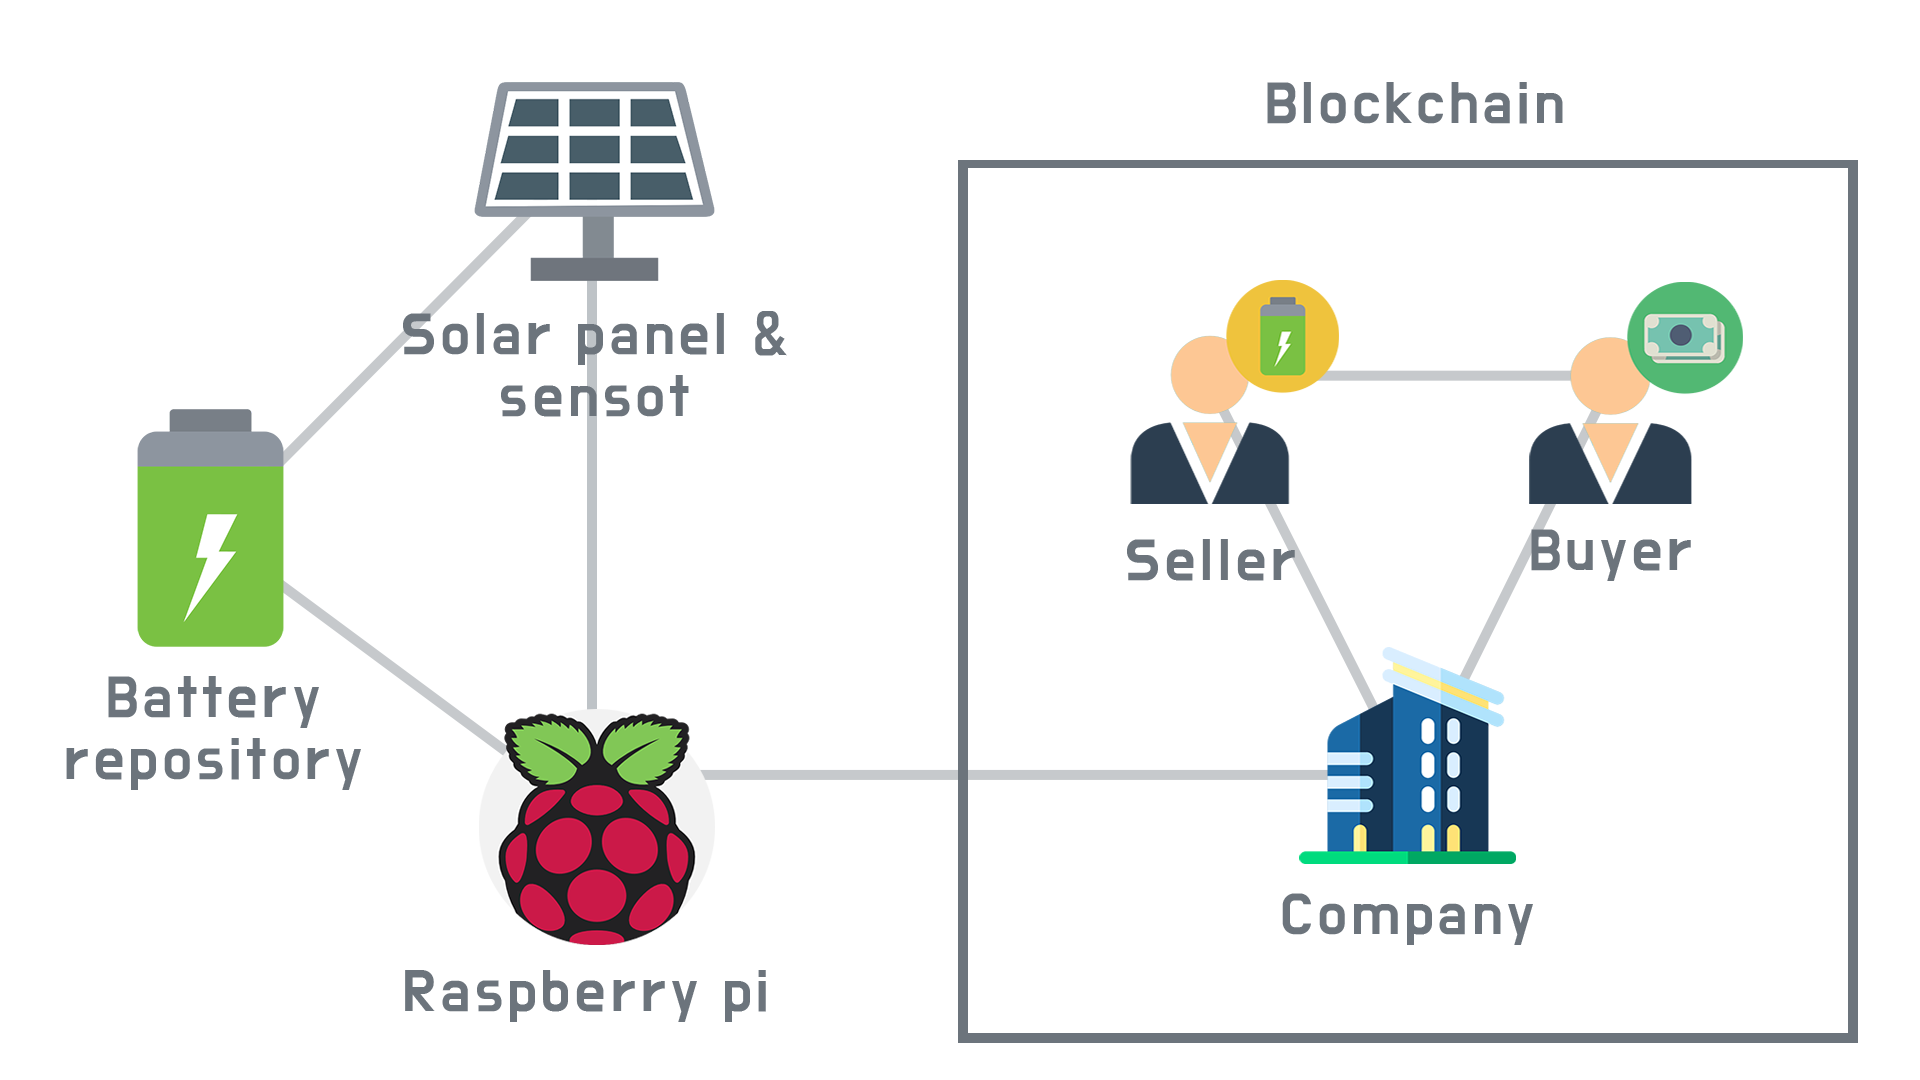 Blockchain
Solar panel &
sensot
Seller
Buyer
Battery
repository
Company
Raspberry pi